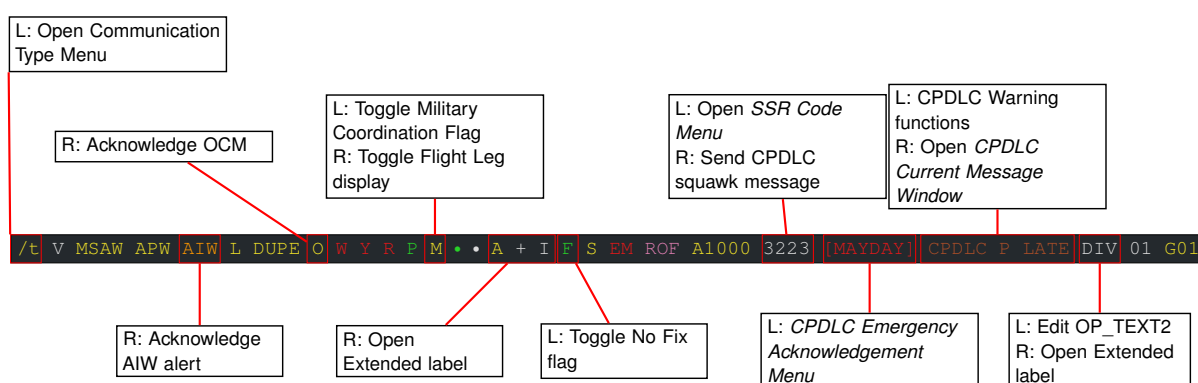 L: Open Communication
Type Menu
R: Acknowledge OCM
L: Toggle Military
Coordination Flag
R: Toggle Flight Leg
display
L: Open SSR Code
Menu
R: Send CPDLC
squawk message
L: CPDLC Warning
functions
R: Open CPDLC
Current Message
Window
/t V MSAW APW AIW L DUPE O W Y R P M • • A + I F S EM ROF A1000 3223 [MAYDAY] CPDLC P LATE DIV 01 G01
R: Acknowledge
AIW alert
R: Open
Extended label
L: Toggle No Fix
flag
L: CPDLC Emergency
Acknowledgement
Menu
L: Edit OP_TEXT2
R: Open Extended
label